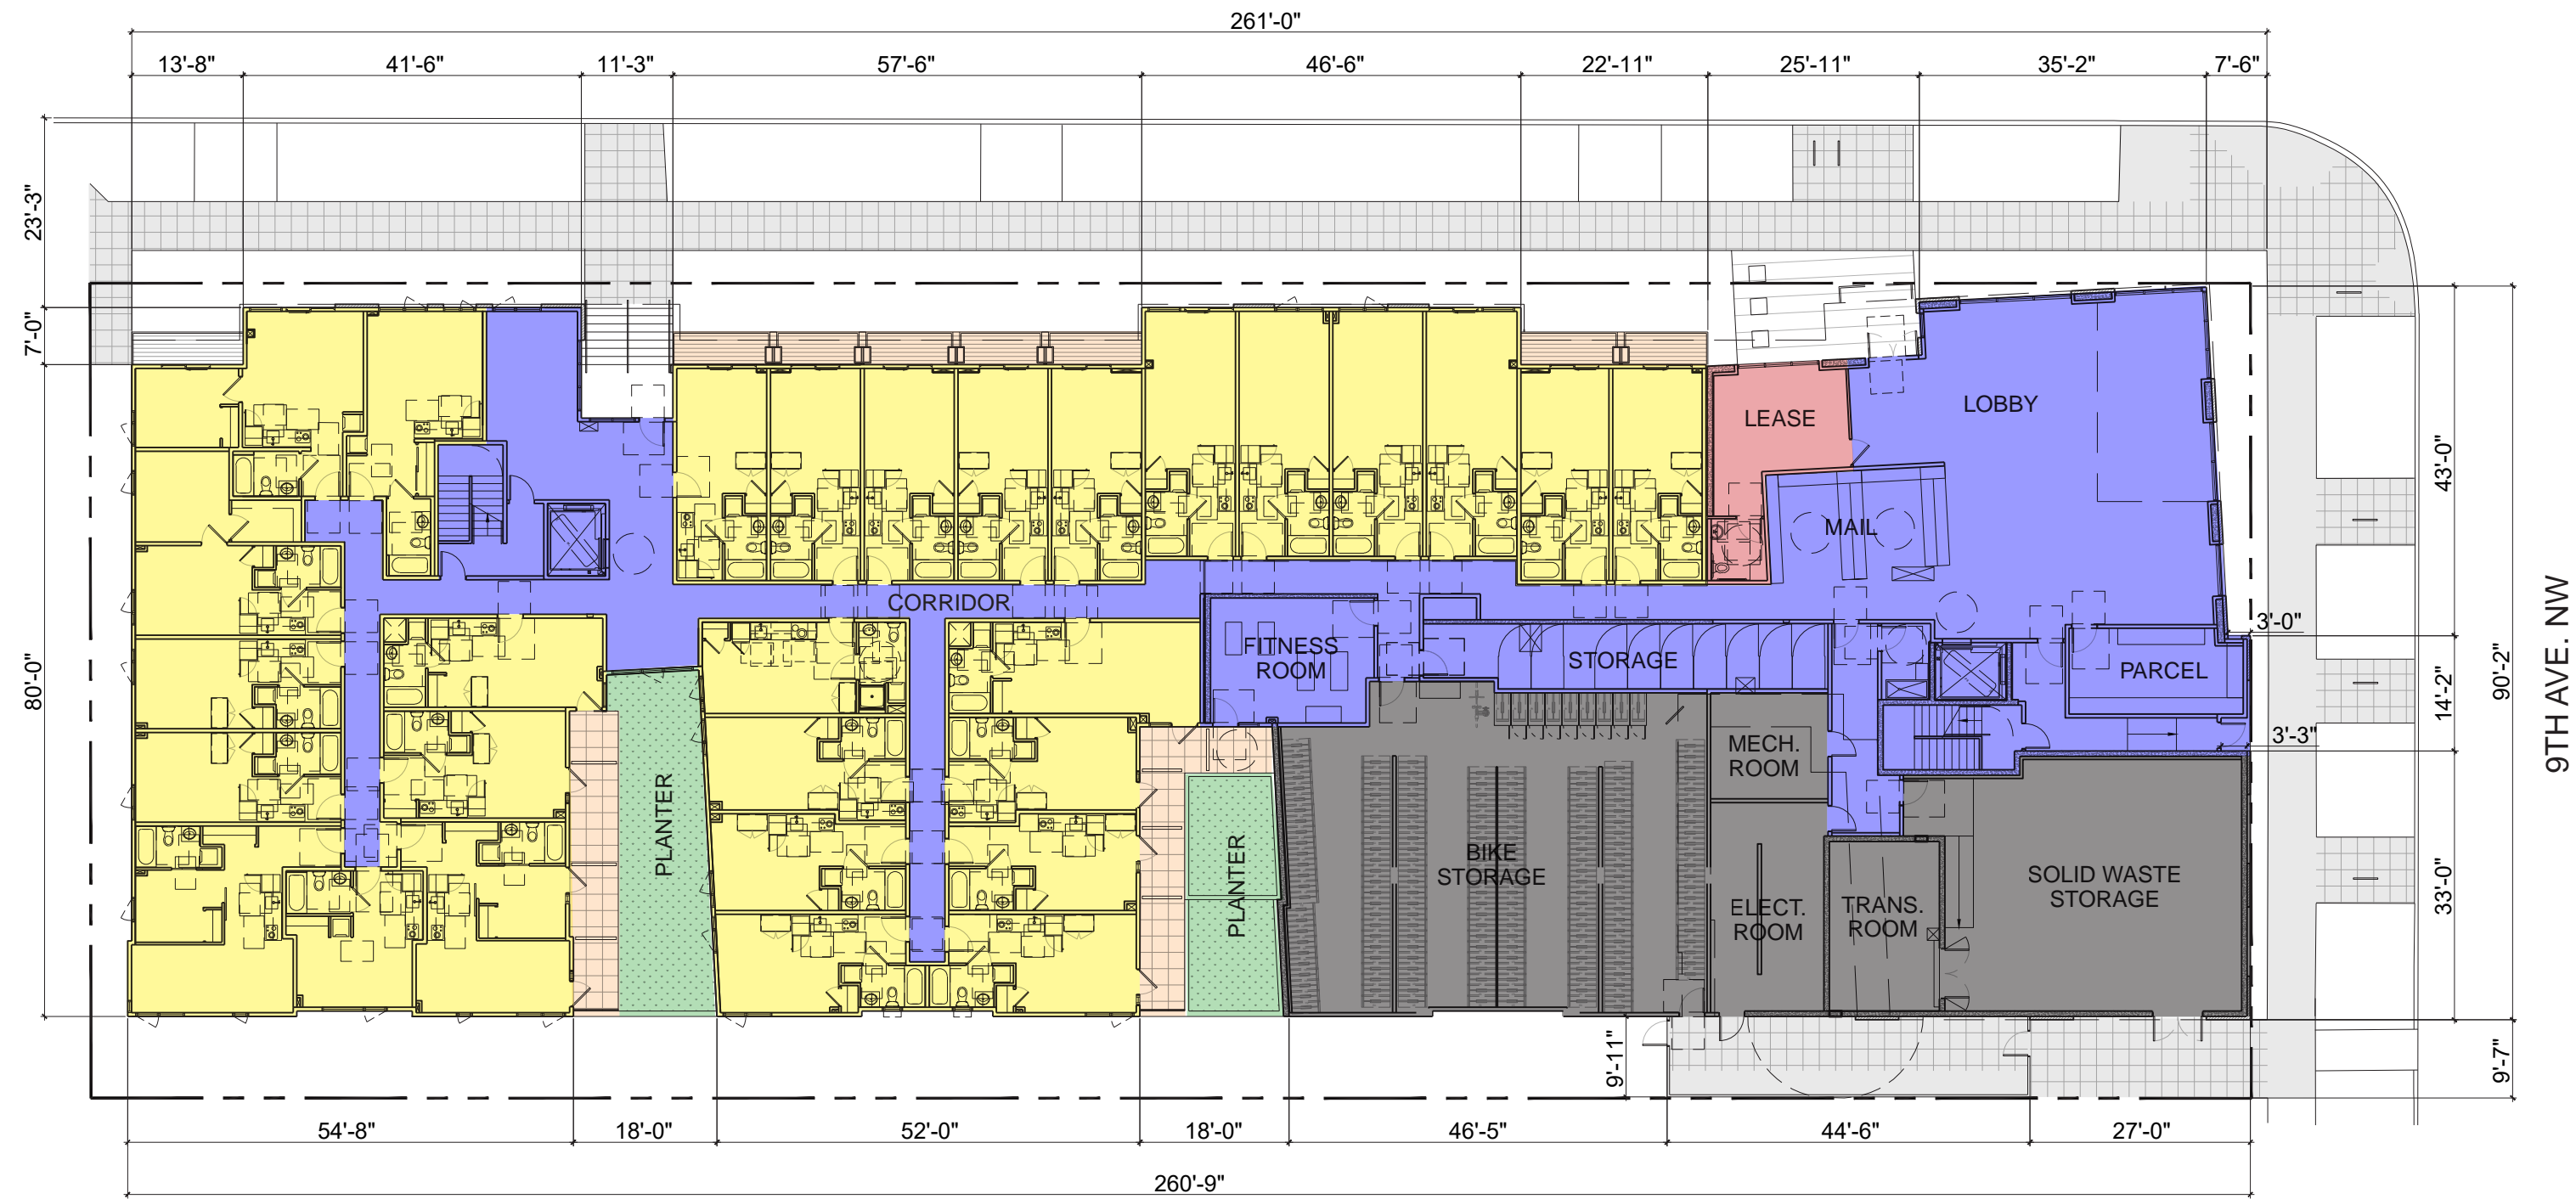 261'-0"
13'-8"
41'-6"
11'-3"
57'-6"
46'-6"
22'-11"
25'-11"
35'-2"
7'-6"
23'-3"
7'-0"
80'-0"
LEASE
LOBBY
MAIL
CORRIDOR
FITNESS
ROOM
STORAGE
PARCEL
3'-0"
3'-3"
43'-0"
14'-2"
33'-0"
90'-2"
9'-7"
9TH AVE. NW
MECH.
ROOM
PLANTER
PLANTER
BIKE
STORAGE
ELECT.
ROOM
TRANS.
ROOM
SOLID WASTE
STORAGE
9'-11"
54'-8"
18'-0"
52'-0"
18'-0"
46'-5"
44'-6"
27'-0"
260'-9"